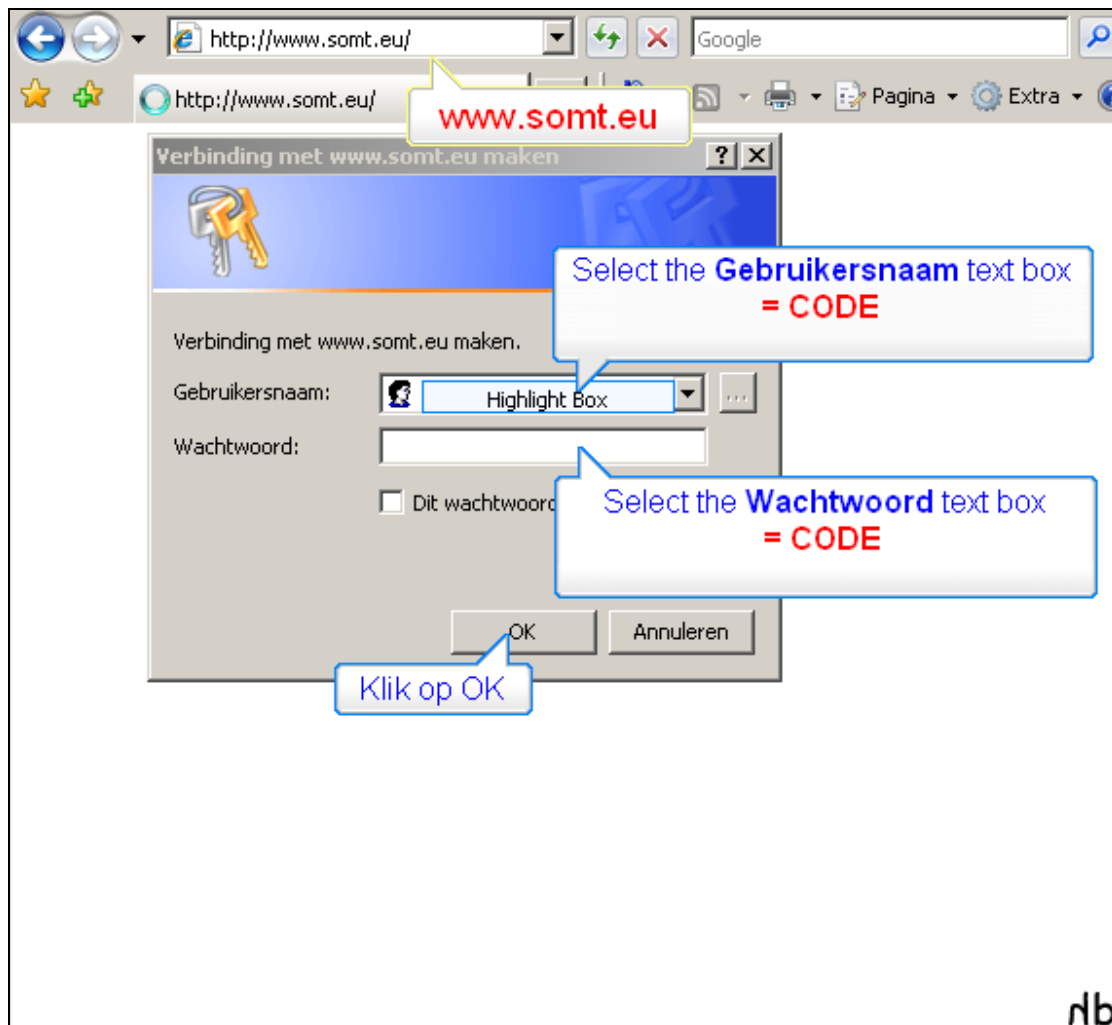 http://www.somt.eu/
Google
http://www.somt.eu/
Pagina
Extra
www.somt.eu
Verbinding met www.somt.eu maken
Select the Gebruikersnaam text box
= CODE
Verbinding met www.somt.eu maken.
Gebruikersnaam:
Highlight Box
...
Wachtwoord:
Dit wachtwoord
Select the Wachtwoord text box
= CODE
OK
Annuleren
Klik op OK